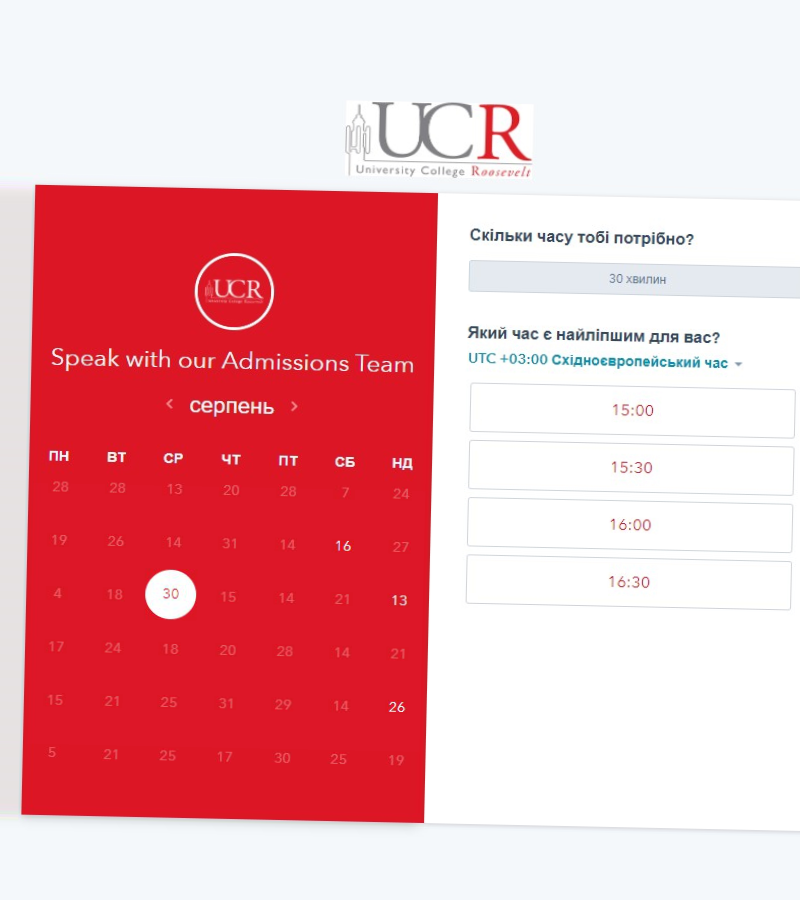 UCR
University College Roosevelt
UCR
University College Roosevelt
Speak with our Admissions Team
серпень
ПН ВТ СР ЧТ ПТ СБ НД
28 28 13 20 28 7 24
19 26 14 31 14 16 27
4 18 30 15 14 21 13
17 24 18 20 28 14 21
15 21 25 31 29 14 26
5 21 25 17 30 25 19
Скільки часу тобі потрібно?
30 хвилин
Який час є найліпшим для вас?
UTC +03:00 Східноєвропейський час
15:00
15:30
16:00
16:30